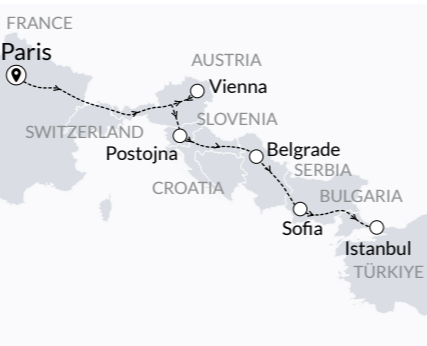 FRANCE
Paris
AUSTRIA
Vienna
SLOVENIA
SWITZERLAND
Postojna
Belgrade
SERBIA
CROATIA
BULGARIA
Sofia
Istanbul
TÜRKIYE